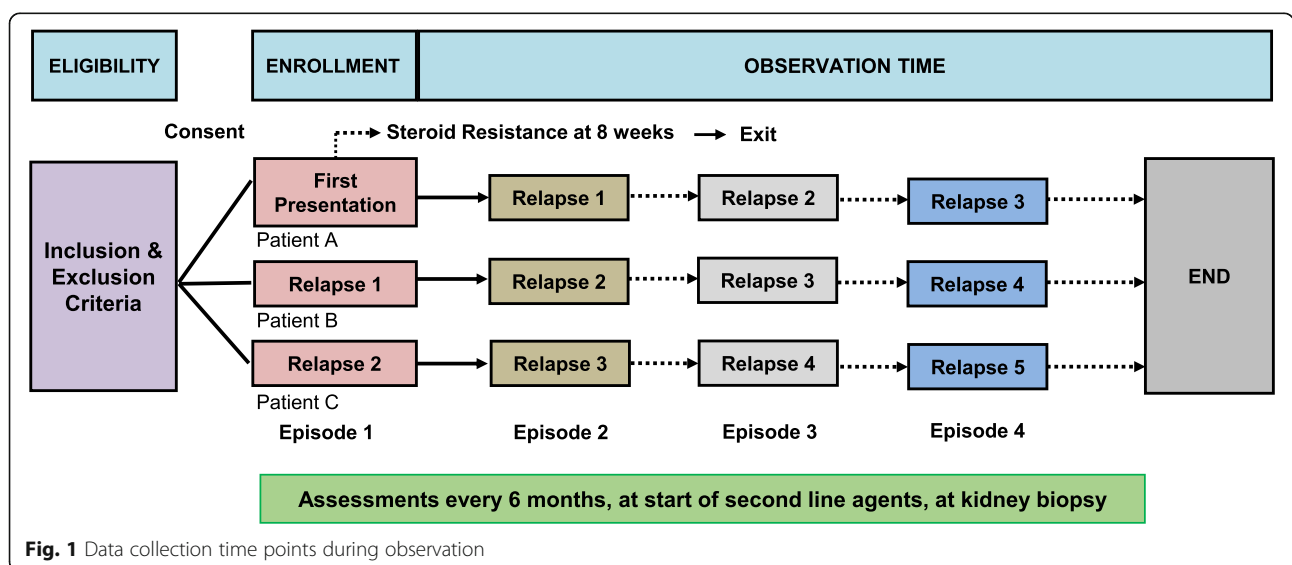 ELIGIBILITY
ENROLLMENT
OBSERVATION TIME
Consent
Steroid Resistance at 8 weeks
Exit
Inclusion &
Exclusion
Criteria
First
Presentation
Relapse 1
Relapse 2
Relapse 3
Patient A
Relapse 1
Relapse 2
Relapse 3
Relapse 4
Patient B
Relapse 2
Relapse 3
Relapse 4
Relapse 5
Patient C
END
Episode 1
Episode 2
Episode 3
Episode 4
Assessments every 6 months, at start of second line agents, at kidney biopsy
Fig. 1 Data collection time points during observation